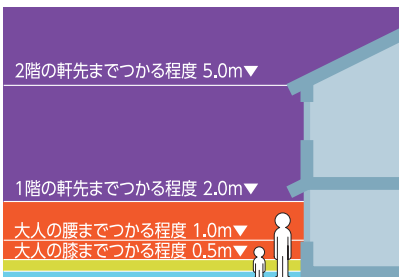 2階の軒先までつかる程度 5.0m▼
1階の軒先までつかる程度 2.0m▼
大人の腰までつかる程度 1.0m▼
大人の膝までつかる程度 0.5m▼